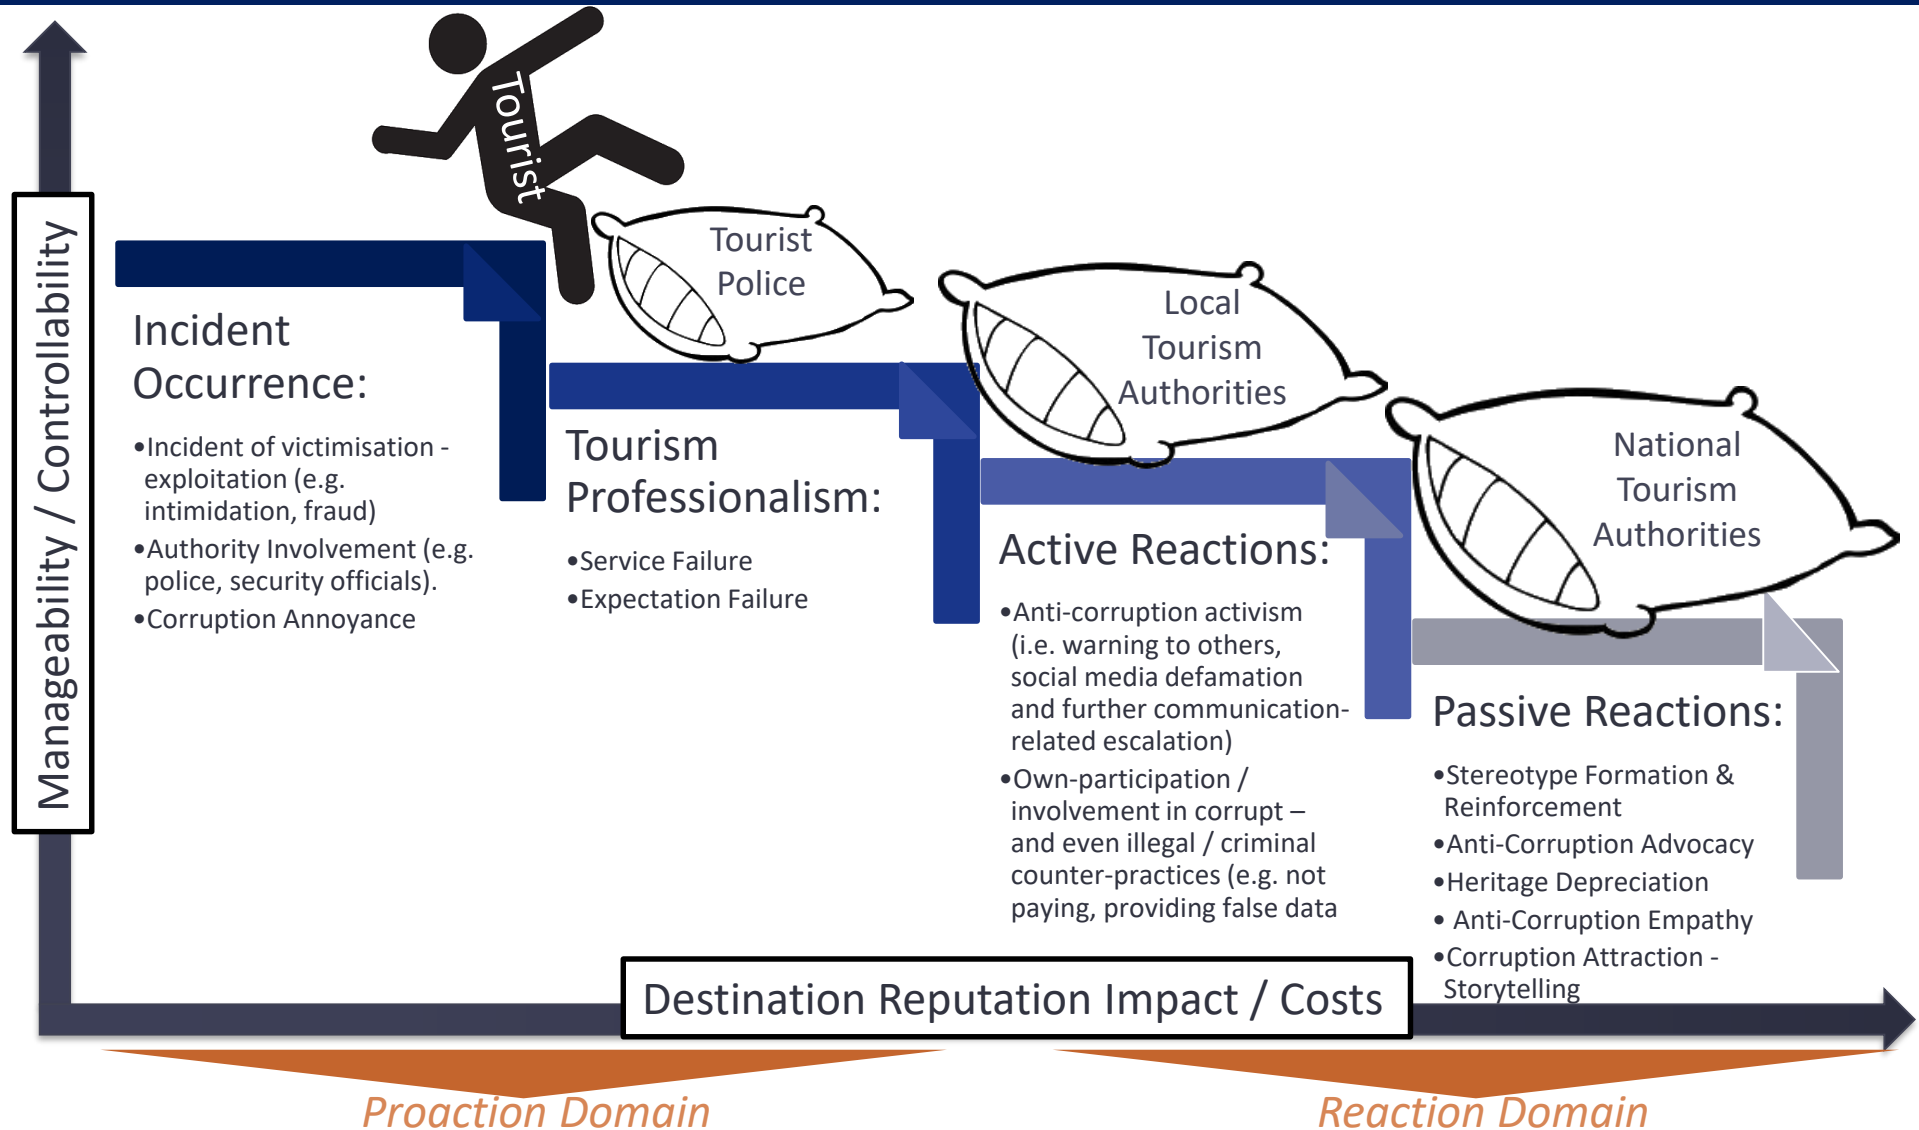 Tourist
Manageability / Controllability
Tourist
Police
Local
Tourism
Authorities
National
Tourism
Authorities
Incident
Occurrence:
•Incident of victimisation -
exploitation (e.g.
intimidation, fraud)
•Authority Involvement (e.g.
police, security officials).
•Corruption Annoyance
Tourism
Professionalism:
•Service Failure
•Expectation Failure
Active Reactions:
•Anti-corruption activism
(i.e. warning to others,
social media defamation
and further communication-
related escalation)
•Own-participation /
involvement in corrupt –
and even illegal / criminal
counter-practices (e.g. not
paying, providing false data
Passive Reactions:
•Stereotype Formation &
Reinforcement
•Anti-Corruption Advocacy
•Heritage Depreciation
• Anti-Corruption Empathy
•Corruption Attraction -
Storytelling
Destination Reputation Impact / Costs
Proaction Domain
Reaction Domain